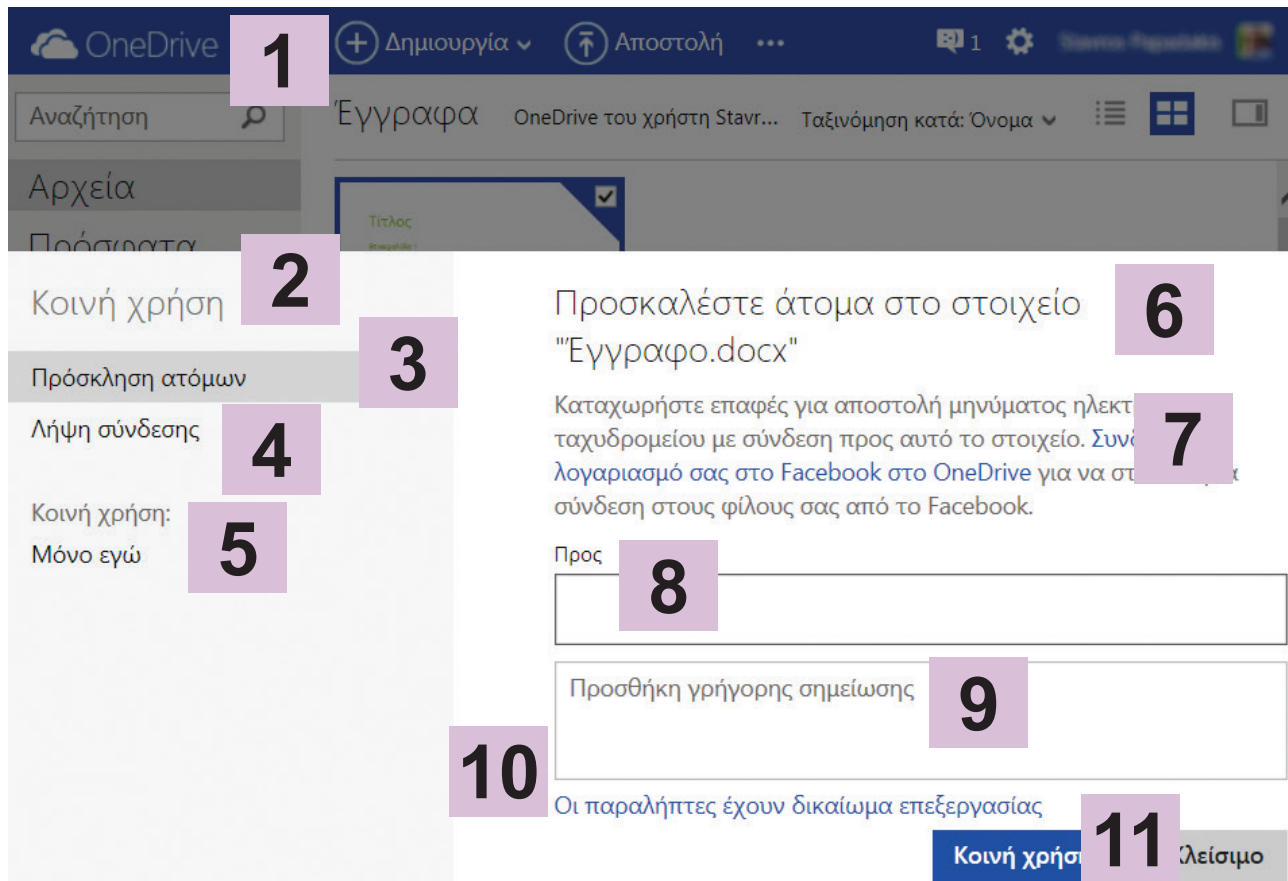 OneDrive 1 Δημιουργία Αποστολή ••• 1
Αναζήτηση Έγγραφα OneDrive του χρήστη Stavr... Ταξινόμηση κατά: Όνομα
Αρχεία
Τίτλος
Πρόσφατα
2
Κοινή χρήση
3
Πρόσκληση ατόμων
Λήψη σύνδεσης
4
Κοινή χρήση:
Μόνο εγώ
5
Προσκαλέστε άτομα στο στοιχείο
"Έγγραφο.docx"
6
Καταχωρήστε επαφές για αποστολή μηνύματος
ταχυδρομείου με σύνδεση προς αυτό το στοιχείο.
7
λογαριασμό σας στο Facebook στο OneDrive για να
σύνδεση στους φίλους σας από το Facebook.
Προς
8
Προσθήκη γρήγορης σημείωσης
9
10
Οι παραλήπτες έχουν δικαίωμα επεξεργασίας
Κοινή 11 Κλείσιμο